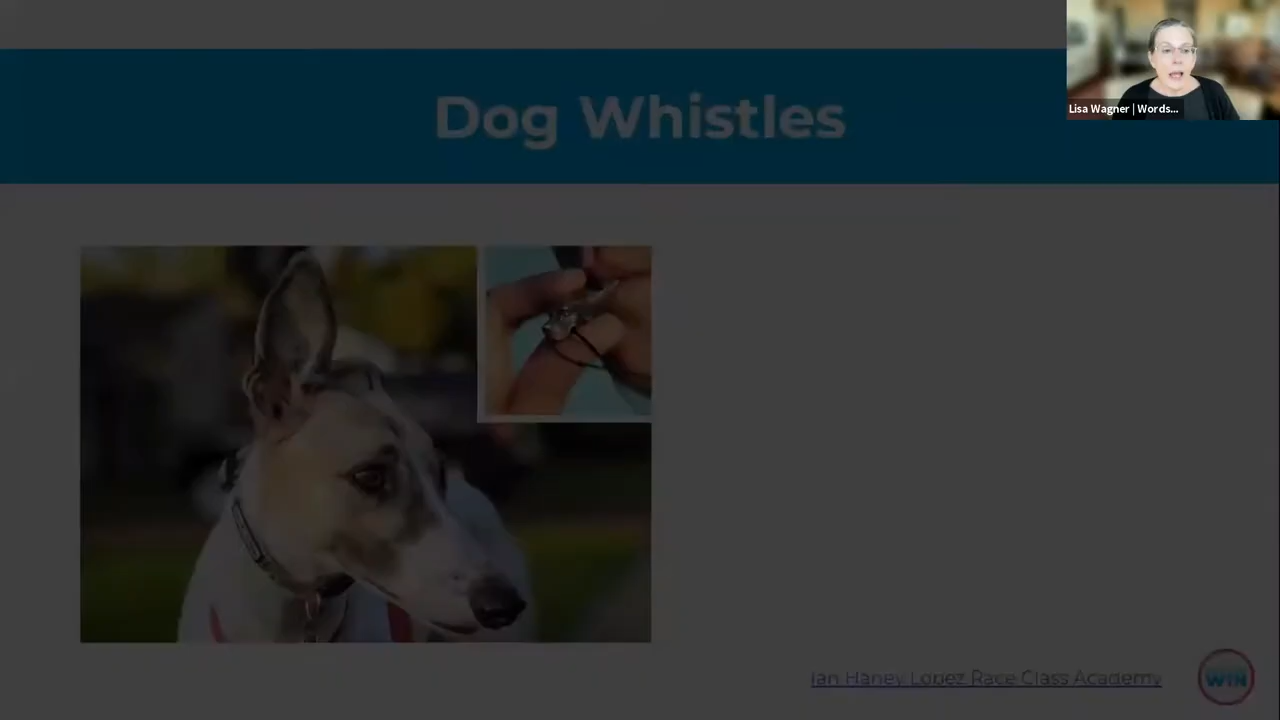 Dog Whistles
Lisa Wagner | Words...
Ian Haney Lopez Race Class Academy
WIN